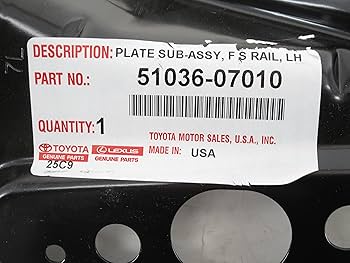 DESCRIPTION: PLATE SUB-ASSY, F S RAIL, LH
PART NO.: 51036-07010
QUANTITY: 1
TOYOTA MOTOR SALES, U.S.A., INC.
TOYOTA LEXUS
GENUINE PARTS GENUINE PARTS
MADE IN: USA
25C9